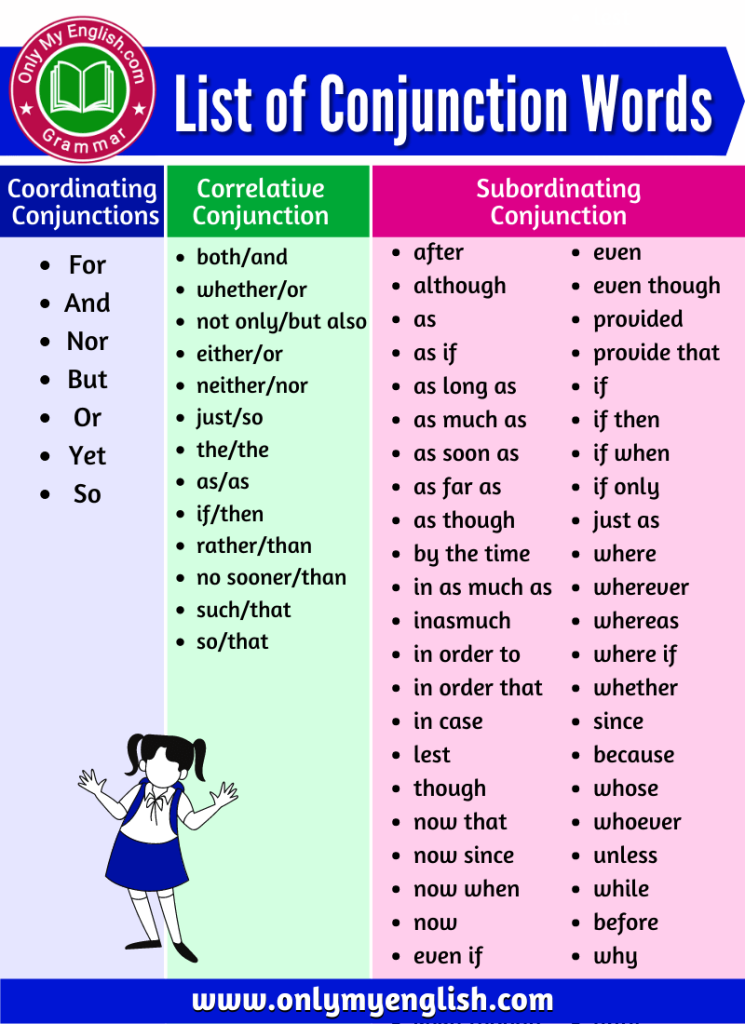 Only My English.com
Grammar
List of Conjunction Words
Coordinating
Conjunctions
For
And
Nor
But
Or
Yet
So
Correlative
Conjunction
both/and
whether/or
not only/but also
either/or
neither/nor
just/so
the/the
as/as
if/then
rather/than
no sooner/than
such/that
so/that
Subordinating
Conjunction
after
although
as
as if
as long as
as much as
as soon as
as far as
as though
by the time
in as much as
inasmuch
in order to
in order that
in case
lest
though
now that
now since
now when
now
even if
even
even though
provided
provide that
if
if then
if when
if only
just as
where
wherever
whereas
where if
whether
since
because
whose
whoever
unless
while
before
why
www.onlymyenglish.com